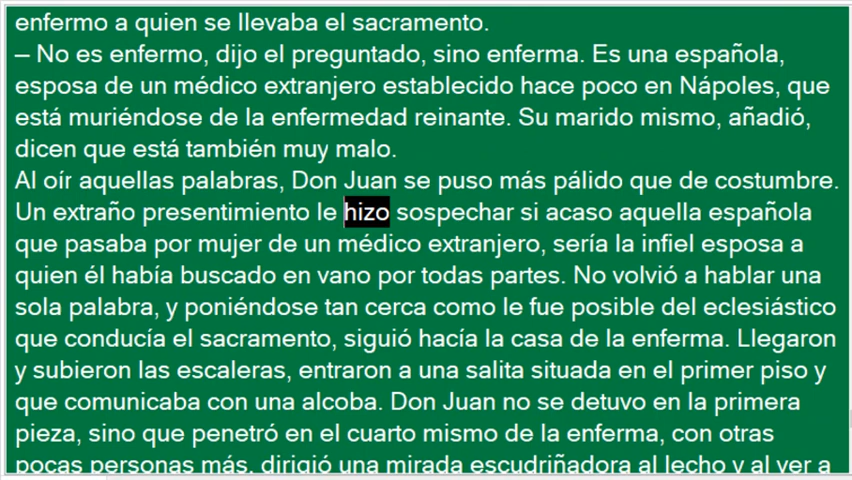 enfermo a quien se llevaba el sacramento.
– No es enfermo, dijo el preguntado, sino enferma. Es una española,
esposa de un médico extranjero establecido hace poco en Nápoles, que
está muriéndose de la enfermedad reinante. Su marido mismo, añadió,
dicen que está también muy malo.
Al oír aquellas palabras, Don Juan se puso más pálido que de costumbre.
Un extraño presentimiento le hizo sospechar si acaso aquella española
que pasaba por mujer de un médico extranjero, sería la infiel esposa a
quien él había buscado en vano por todas partes. No volvió a hablar una
sola palabra, y poniéndose tan cerca como le fue posible del eclesiástico
que conducía el sacramento, siguió hacía la casa de la enferma. Llegaron
y subieron las escaleras, entraron a una salita situada en el primer piso y
que comunicaba con una alcoba. Don Juan no se detuvo en la primera
pieza, sino que penetró en el cuarto mismo de la enferma, con otras
pocas personas más, dirigió una mirada escudriñadora al lecho y al ver a